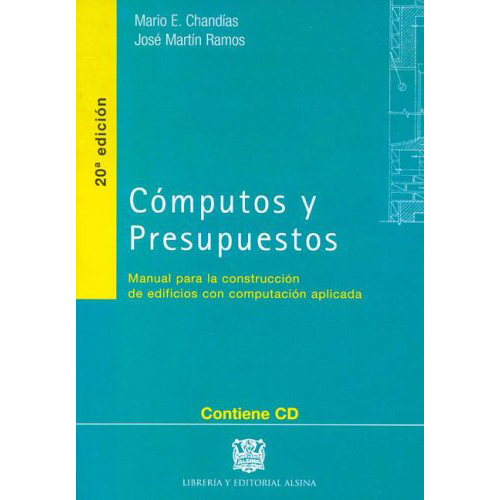 Mario E. Chandías
José Martín Ramos
20ª edición
Cómputos y
Presupuestos
Manual para la construcción
de edificios con computación aplicada
Contiene CD
LIBRERÍA Y EDITORIAL ALSINA